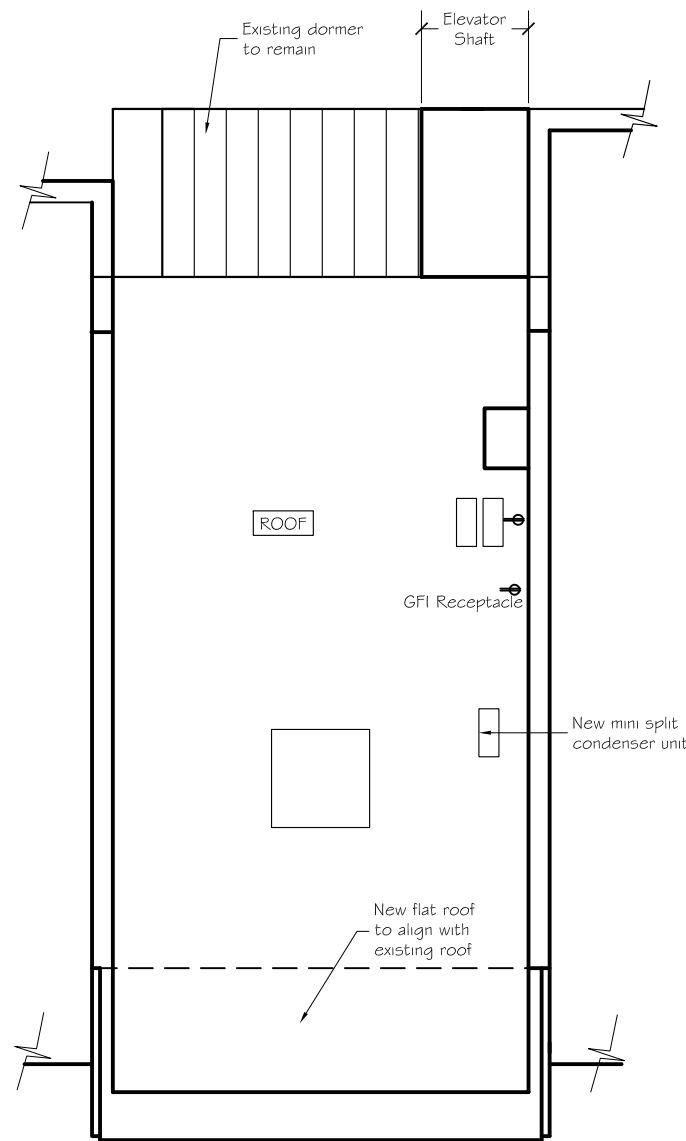 Existing dormer
to remain
Elevator
Shaft
ROOF
GFI Receptacle
New mini split
condenser unit
New flat roof
to align with
existing roof